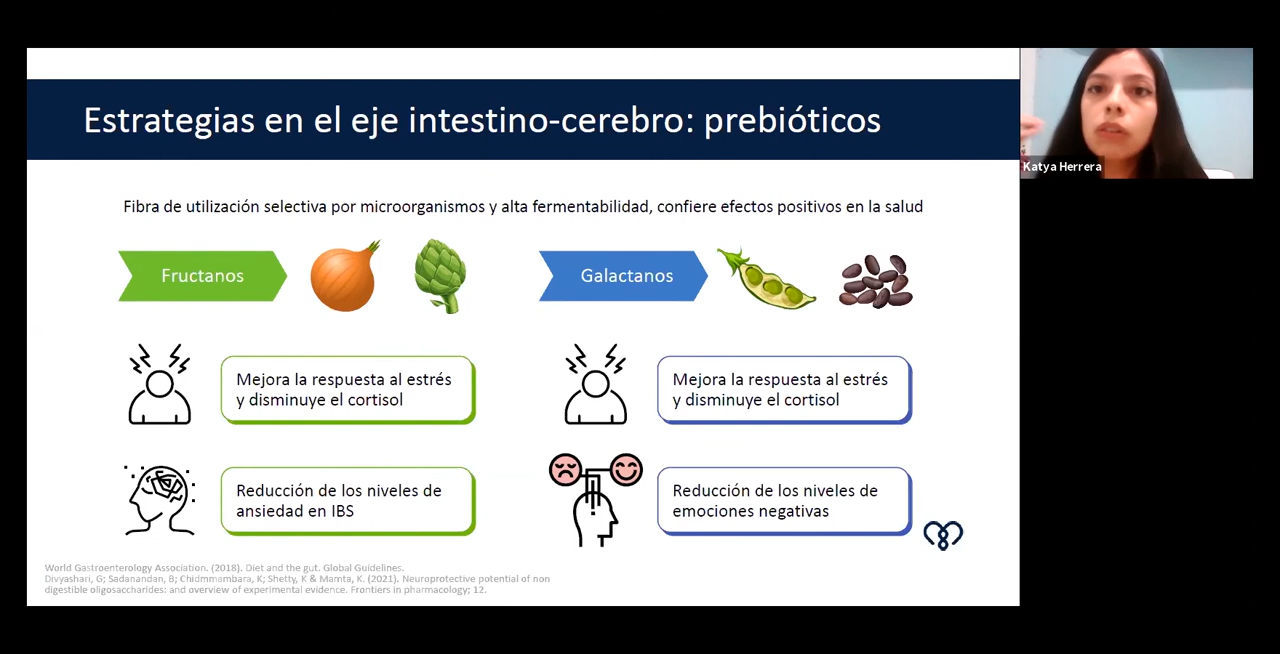 Estrategias en el eje intestino-cerebro: prebióticos
Katya Herrera
Fibra de utilización selectiva por microorganismos y alta fermentabilidad, confiere efectos positivos en la salud
Fructanos
Galactanos
Mejora la respuesta al estrés
y disminuye el cortisol
Mejora la respuesta al estrés
y disminuye el cortisol
Reducción de los niveles de
ansiedad en IBS
Reducción de los niveles de
emociones negativas
World Gastroenterology Association. (2018). Diet and the gut. Global Guidelines.
Divyashari, G; Sadanandan, B; Chidmmambara, K; Shetty, K & Mamta, K. (2021). Neuroprotective potential of non
digestible oligosaccharides: and overview of experimental evidence. Frontiers in pharmacology; 12.